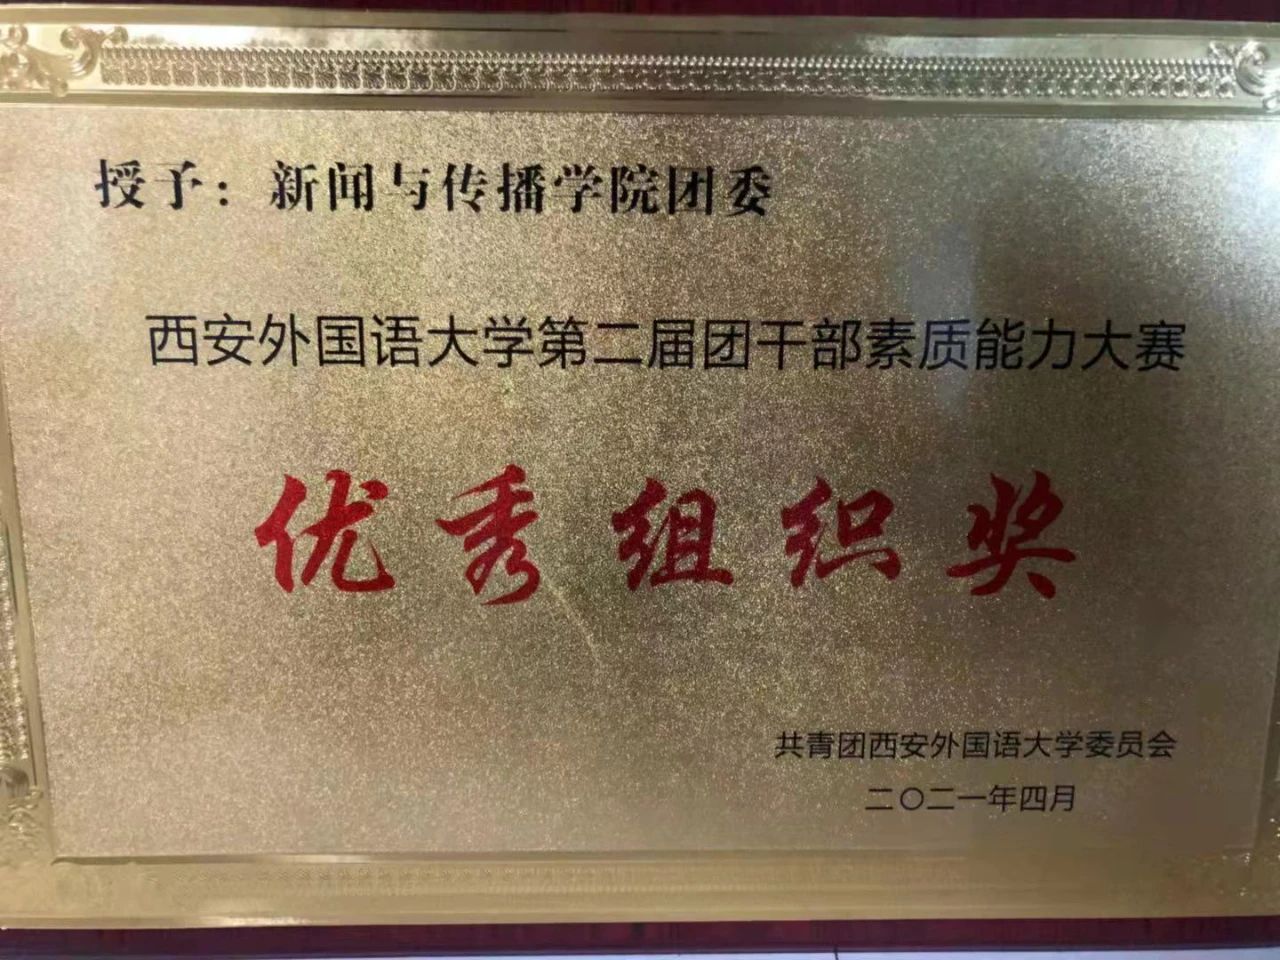 授予：新闻与传播学院团委
西安外国语大学第二届团干部素质能力大赛
优秀组织奖
共青团西安外国语大学委员会
二〇二一年四月